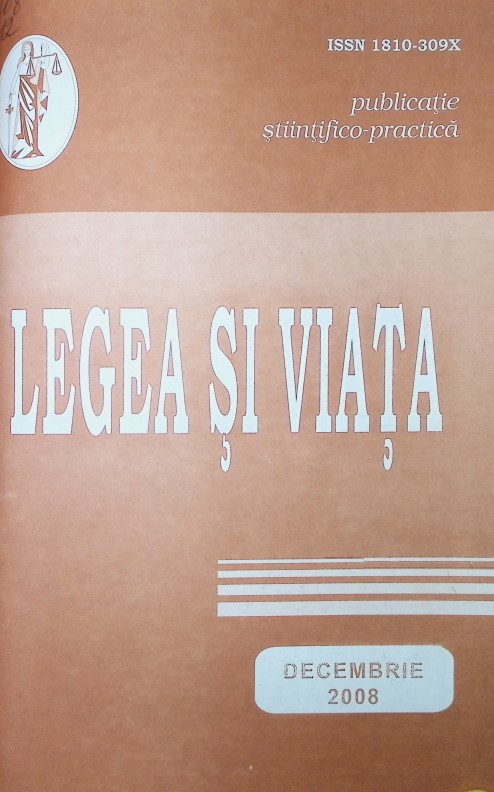 ISSN 1810-309X
publicaţie
ştiinţifico-practică
LEGEA ŞI VIAŢA
DECEMBRIE
2008